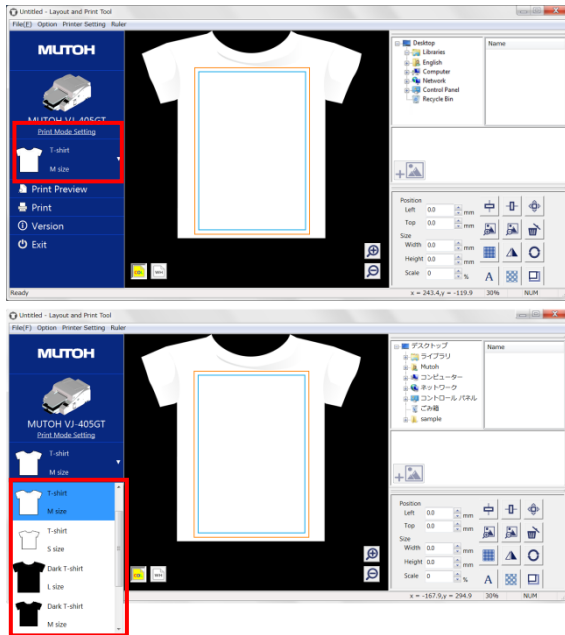 Untitled - Layout and Print Tool
File(F) Option Printer Setting Ruler
MUTOH
MUTOH VJ-405GT
Print Mode Setting
T-shirt
M size
Print Preview
Print
Version
Exit
Desktop
Libraries
English
Computer
Network
Control Panel
Recycle Bin
Name
Position
Left 0.0 mm
Top 0.0 mm
Size
Width 0.0 mm
Height 0.0 mm
Scale 0 %
A
Ready
x = 243.4,y = -119.9 30% NUM
Untitled - Layout and Print Tool
File(F) Option Printer Setting Ruler
MUTOH
MUTOH VJ-405GT
Print Mode Setting
T-shirt
M size
T-shirt
M size
T-shirt
S size
Dark T-shirt
L size
Dark T-shirt
M size
デスクトップ
ライブラリ
Mutoh
コンピューター
ネットワーク
コントロール パネル
ごみ箱
sample
Name
Position
Left 0.0 mm
Top 0.0 mm
Size
Width 0.0 mm
Height 0.0 mm
Scale 0 %
A
x = -167.9,y = 294.9 30% NUM